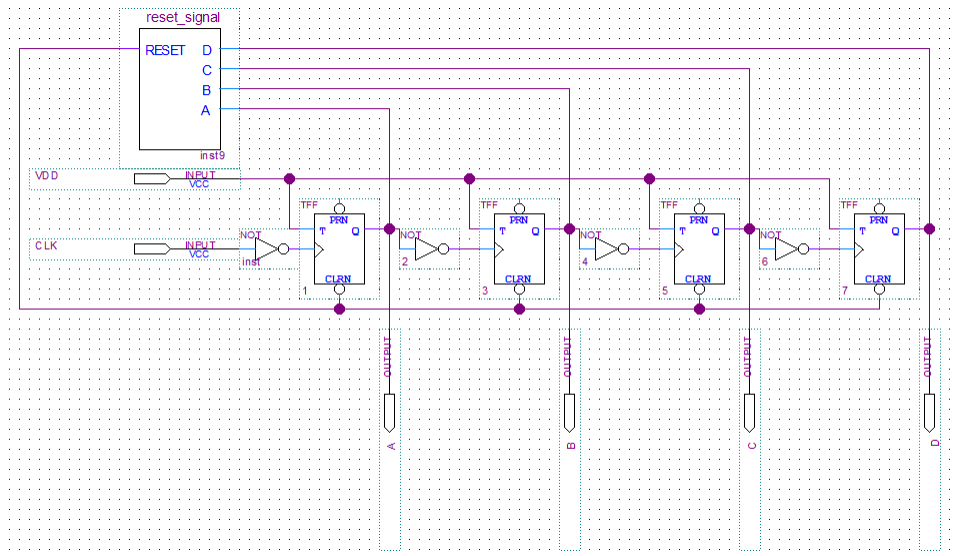 reset_signal
RESET D
C
B
A
inst9
VDD INPUT
VCC
TFF TFF TFF TFF
PRN PRN PRN PRN
T Q T Q T Q T Q
CLK INPUT NOT NOT NOT NOT
VCC inst 2 4 6
CLRN CLRN CLRN CLRN
1 3 5 7
OUTPUT OUTPUT OUTPUT OUTPUT
A B C D